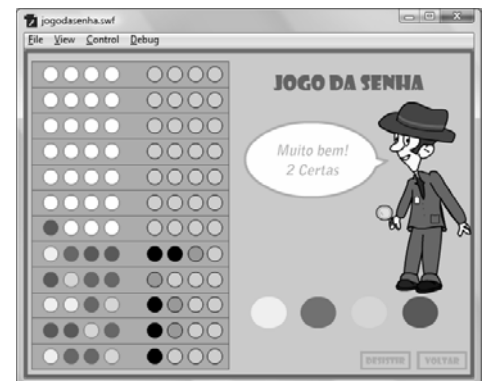 jogodasenha.swf
File View Control Debug
JOGO DA SENHA
Muito bem!
2 Certas
DESISTIR VOLTAR